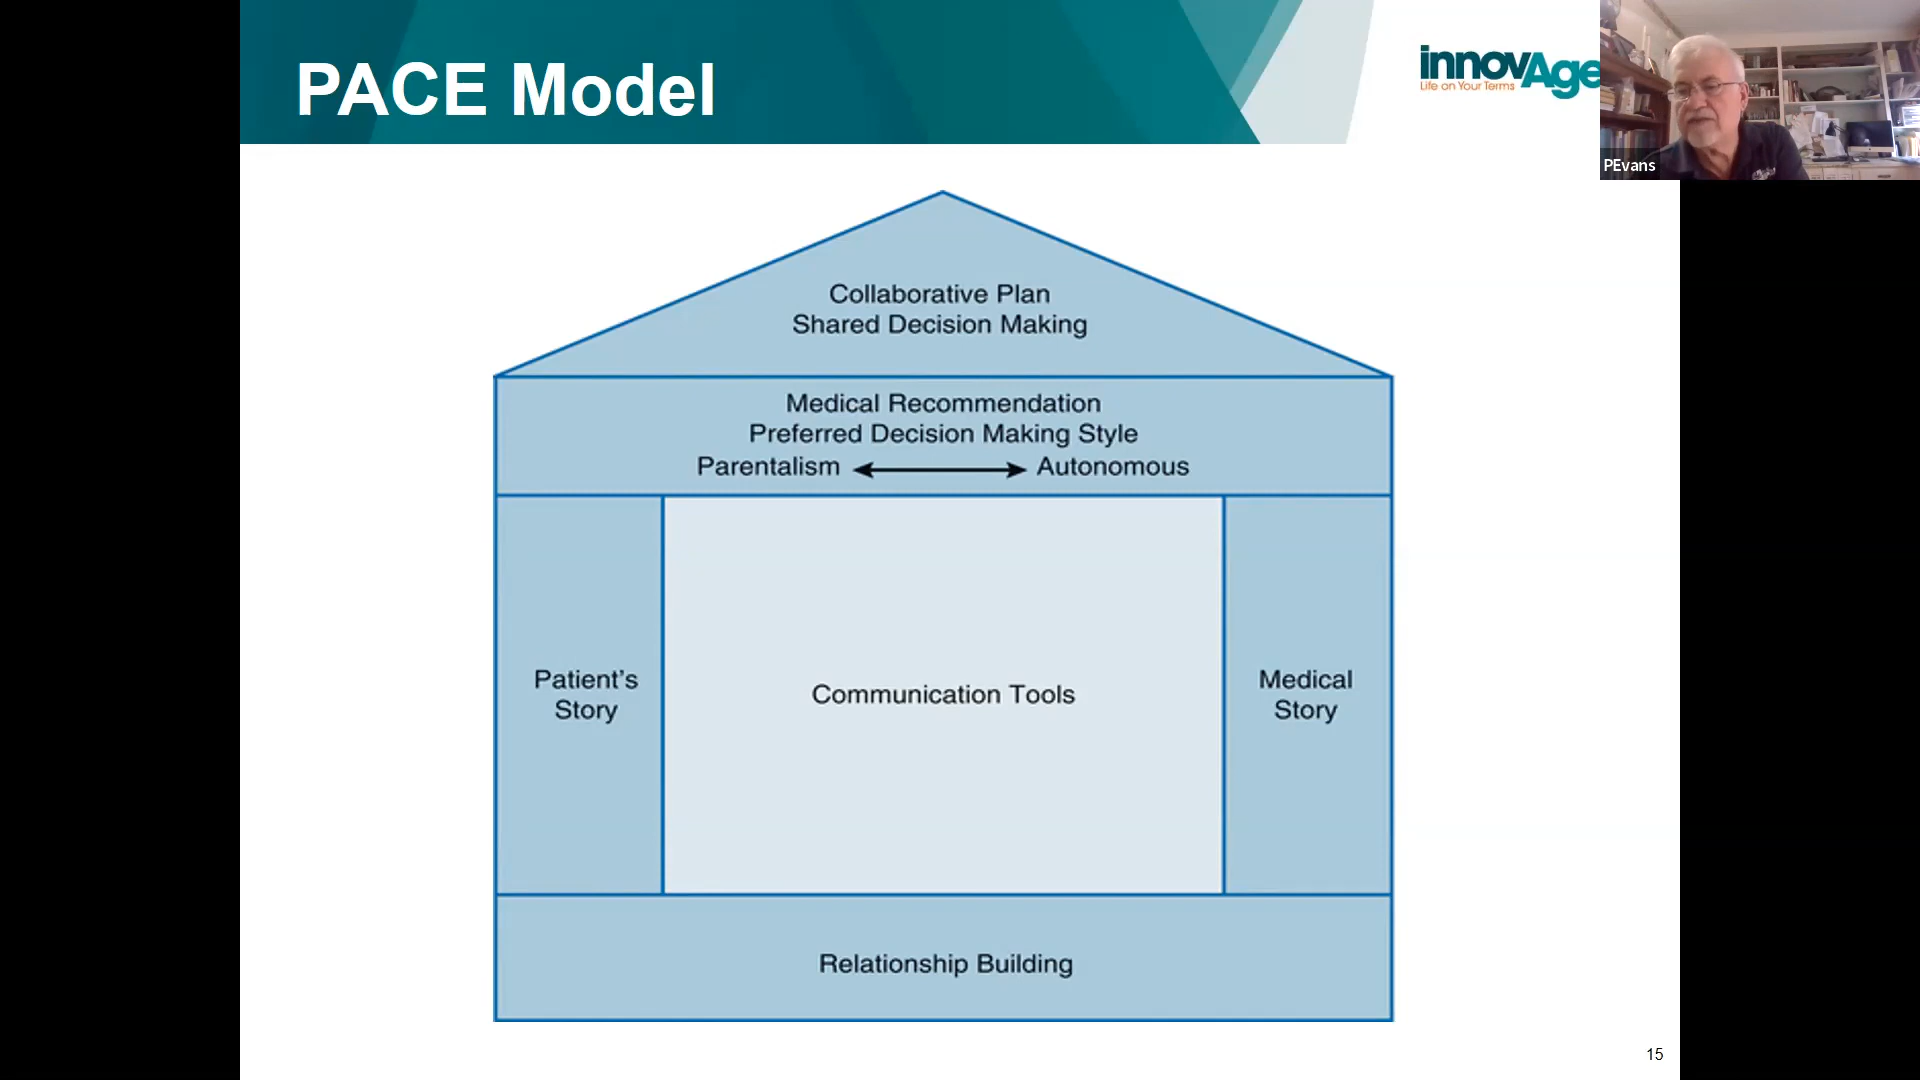 PACE Model
innovAge
Life on Your Terms
PEvans
Collaborative Plan
Shared Decision Making
Medical Recommendation
Preferred Decision Making Style
Parentalism
Autonomous
Patient’s
Story
Communication Tools
Medical
Story
Relationship Building
15